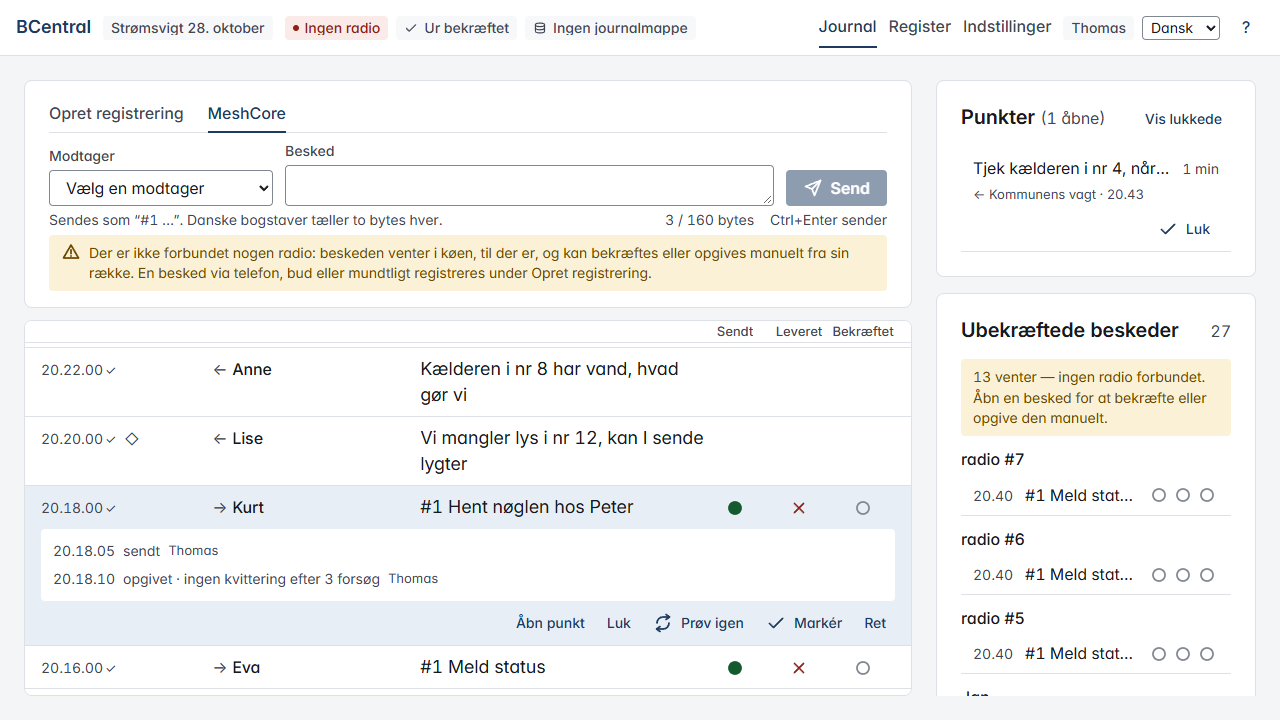 BCentral
Strømsvigt 28. oktober
Ingen radio
Ur bekræftet
Ingen journalmappe
Journal
Register
Indstillinger
Thomas
Dansk
?
Opret registrering
MeshCore
Modtager
Besked
Vælg en modtager
Send
Sendes som “#1 …”. Danske bogstaver tæller to bytes hver.
3 / 160 bytes
Ctrl+Enter sender
Der er ikke forbundet nogen radio: beskeden venter i køen, til der er, og kan bekræftes eller opgives manuelt fra sin
række. En besked via telefon, bud eller mundtligt registreres under Opret registrering.
Sendt Leveret Bekræftet
20.22.00 ← Anne Kælderen i nr 8 har vand, hvad
gør vi
20.20.00 ← Lise Vi mangler lys i nr 12, kan I sende
lygter
20.18.00 → Kurt #1 Hent nøglen hos Peter
20.18.05 sendt Thomas
20.18.10 opgivet · ingen kvittering efter 3 forsøg Thomas
Åbn punkt Luk Prøv igen Markér Ret
20.16.00 → Eva #1 Meld status
Punkter (1 åbne)
Vis lukkede
Tjek kælderen i nr 4, når… 1 min
← Kommunens vagt · 20.43
Luk
Ubekræftede beskeder 27
13 venter — ingen radio forbundet.
Åbn en besked for at bekræfte eller
opgive den manuelt.
radio #7
20.40 #1 Meld stat…
radio #6
20.40 #1 Meld stat…
radio #5
20.40 #1 Meld stat…